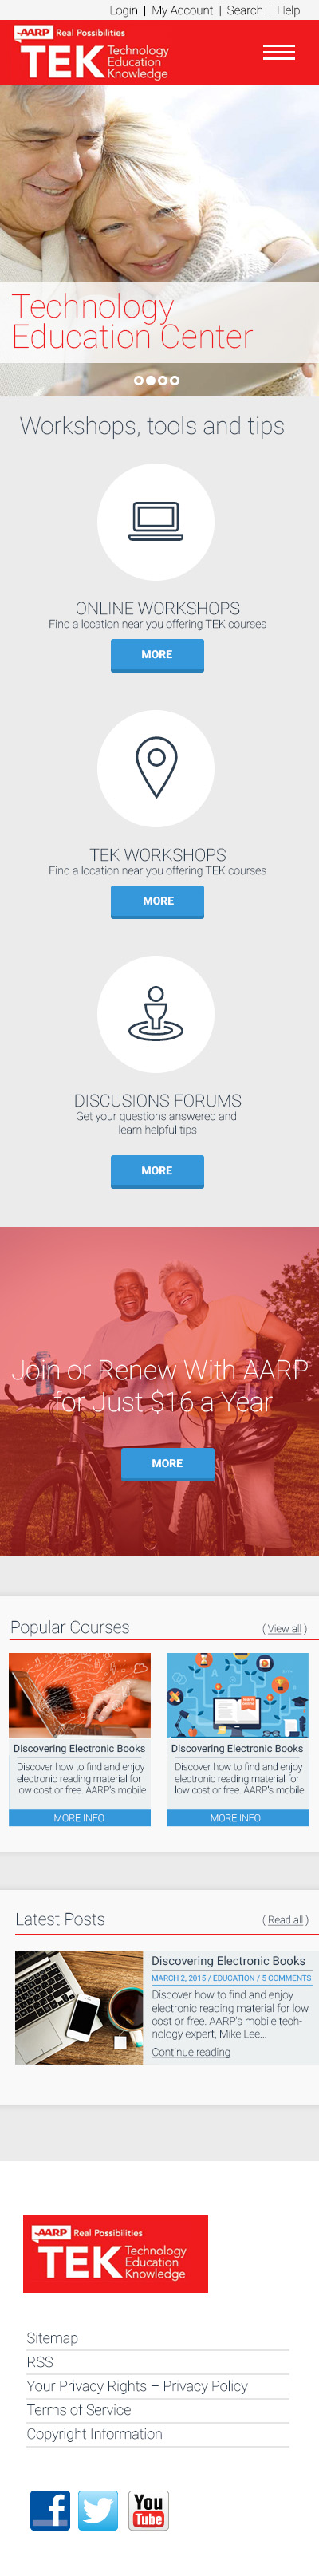 Login | My Account | Search | Help
AARP Real Possibilities
TEK Technology
Education
Knowledge
Technology
Education Center
Workshops, tools and tips
ONLINE WORKSHOPS
Find a location near you offering TEK courses
MORE
TEK WORKSHOPS
Find a location near you offering TEK courses
MORE
DISCUSIONS FORUMS
Get your questions answered and
learn helpful tips
MORE
Join or Renew With AARP
for Just $16 a Year
MORE
Popular Courses ( View all )
Discovering Electronic Books
Discover how to find and enjoy
electronic reading material for
low cost or free. AARP's mobile
MORE INFO
Discovering Electronic Books
Discover how to find and enjoy
electronic reading material for
low cost or free. AARP's mobile
MORE INFO
Latest Posts ( Read all )
Discovering Electronic Books
MARCH 2, 2015 / EDUCATION / 5 COMMENTS
Discover how to find and enjoy
electronic reading material for low
cost or free. AARP's mobile tech-
nology expert, Mike Lee...
Continue reading
AARP Real Possibilities
TEK Technology
Education
Knowledge
Sitemap
RSS
Your Privacy Rights – Privacy Policy
Terms of Service
Copyright Information
f
You
Tube